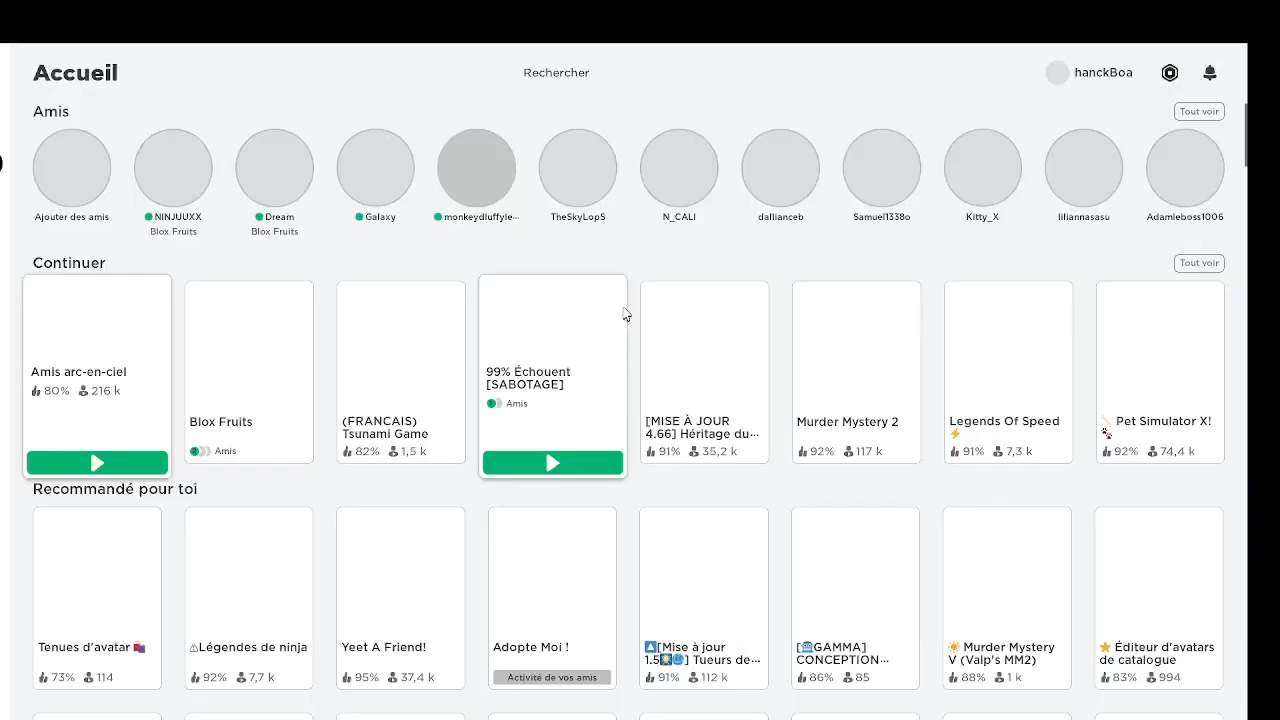 Accueil
Rechercher
hanckBoa
Amis
Tout voir
Ajouter des amis
NINJUUXX
Blox Fruits
Dream
Blox Fruits
Galaxy
monkeydluffyle...
TheSkyLopS
N_CALI
dallianceb
Samuel1338o
Kitty_X
liliannasasu
Adamleboss1006
Continuer
Tout voir
Amis arc-en-ciel
80% 216 k
Blox Fruits
2 Amis
(FRANCAIS)
Tsunami Game
82% 1,5 k
99% Échouent
[SABOTAGE]
1 Amis
[MISE À JOUR
4.66] Héritage du...
91% 35,2 k
Murder Mystery 2
92% 117 k
Legends Of Speed
⚡
91% 7,3 k
Pet Simulator X!
92% 74,4 k
Recommandé pour toi
Tenues d'avatar 🛍️
73% 114
⚠Légendes de ninja
92% 7,7 k
Yeet A Friend!
95% 37,4 k
Adopte Moi !
Activité de vos amis
[Mise à jour
1.5] Tueurs de...
91% 112 k
[GAMMA]
CONCEPTION...
86% 85
☀️ Murder Mystery
V (Valp's MM2)
88% 1 k
⭐ Éditeur d'avatars
de catalogue
83% 994